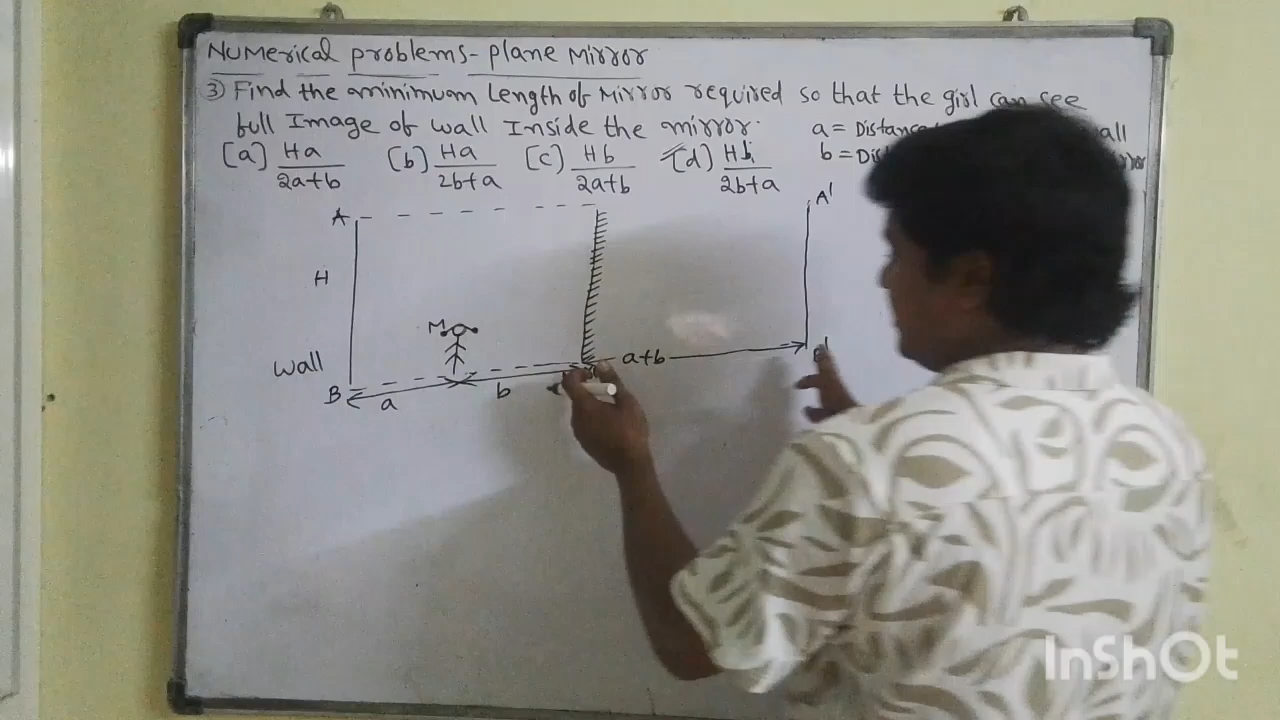 Numerical problems - plane Mirror
③ Find the minimum Length of Mirror required so that the girl can see
full Image of wall Inside the mirror.
a = Distance
b =
[a] Ha/2a+b [b] Ha/2b+a [c] Hb/2a+b [d] Hb/2b+a
A
A'
H
M
wall
a+b
B
a
b
InShOt